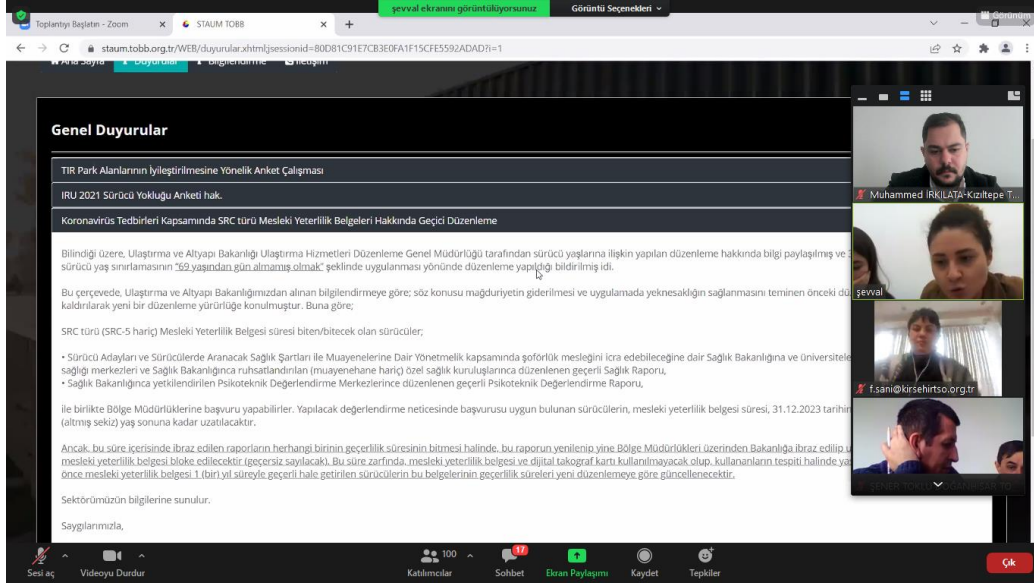 şevval ekranını görüntülüyorsunuz
Görüntü Seçenekleri
Görünüm
Toplantıyı Başlatın - Zoom
STAUM TOBB
staum.tobb.org.tr/WEB/duyurular.xhtml;jsessionid=80D81C91E7CB3E0FA1F15CFE5592ADAD?i=1
Ana Sayfa
Duyurular
Bilgilendirme
İletişim
Genel Duyurular
TIR Park Alanlarının İyileştirilmesine Yönelik Anket Çalışması
IRU 2021 Sürücü Yokluğu Anketi hak.
Koronavirüs Tedbirleri Kapsamında SRC türü Mesleki Yeterlilik Belgeleri Hakkında Geçici Düzenleme
Bilindiği üzere, Ulaştırma ve Altyapı Bakanlığı Ulaştırma Hizmetleri Düzenleme Genel Müdürlüğü tarafından sürücü yaşlarına ilişkin yapılan düzenleme hakkında bilgi paylaşılmış ve 3
sürücü yaş sınırlamasının "69 yaşından gün almamış olmak" şeklinde uygulanması yönünde düzenleme yapıldığı bildirilmiş idi.
Bu çerçevede, Ulaştırma ve Altyapı Bakanlığımızdan alınan bilgilendirmeye göre; söz konusu mağduriyetin giderilmesi ve uygulamada yeknesaklığın sağlanmasını teminen önceki dü
kaldırılarak yeni bir düzenleme yürürlüğe konulmuştur. Buna göre;
SRC türü (SRC-5 hariç) Mesleki Yeterlilik Belgesi süresi biten/bitecek olan sürücüler;
• Sürücü Adayları ve Sürücülerde Aranacak Sağlık Şartları ile Muayenelerine Dair Yönetmelik kapsamında şoförlük mesleğini icra edebileceğine dair Sağlık Bakanlığına ve üniversitele
sağlığı merkezleri ve Sağlık Bakanlığınca ruhsatlandırılan (muayenehane hariç) özel sağlık kuruluşlarınca düzenlenen geçerli Sağlık Raporu,
• Sağlık Bakanlığınca yetkilendirilen Psikoteknik Değerlendirme Merkezlerince düzenlenen geçerli Psikoteknik Değerlendirme Raporu,
ile birlikte Bölge Müdürlüklerine başvuru yapabilirler. Yapılacak değerlendirme neticesinde başvurusu uygun bulunan sürücülerin, mesleki yeterlilik belgesi süresi, 31.12.2023 tarihin
(altmış sekiz) yaş sonuna kadar uzatılacaktır.
Ancak, bu süre içerisinde ibraz edilen raporların herhangi birinin geçerlilik süresinin bitmesi halinde, bu raporun yenilenip yine Bölge Müdürlükleri üzerinden Bakanlığa ibraz edilip u
mesleki yeterlilik belgesi bloke edilecektir (geçersiz sayılacak). Bu süre zarfında, mesleki yeterlilik belgesi ve dijital takograf kartı kullanılmayacak olup, kullananların tespiti halinde yas
önce mesleki yeterlilik belgesi 1 (bir) yıl süreyle geçerli hale getirilen sürücülerin bu belgelerinin geçerlilik süreleri yeni düzenlemeye göre güncellenecektir.
Sektörümüzün bilgilerine sunulur.
Saygılarımızla,
Muhammed İRKILATA-Kızıltepe T...
şevval
f.sani@kirsehirtso.org.tr
Sesi aç
Videoyu Durdur
100
Katılımcılar
17
Sohbet
Ekran Paylaşımı
Kaydet
Tepkiler
Çık